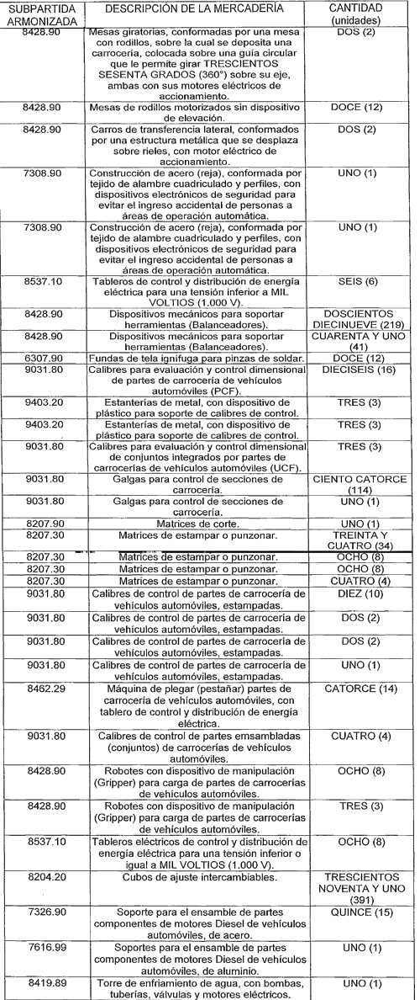 SUBPARTIDA ARMONIZADA DESCRIPCIÓN DE LA MERCADERÍA CANTIDAD (unidades)
8428.90 Mesas giratorias, conformadas por una mesa DOS (2)
con rodillos, sobre la cual se deposita una
carrocería, colocada sobre una guía circular
que le permite girar TRESCIENTOS
SESENTA GRADOS (360°) sobre su eje,
ambas con sus motores eléctricos de
accionamiento.
8428.90 Mesas de rodillos motorizados sin dispositivo DOCE (12)
de elevación.
8428.90 Carros de transferencia lateral, conformados DOS (2)
por una estructura metálica que se desplaza
sobre rieles, con motor eléctrico de
accionamiento.
7308.90 Construcción de acero (reja), conformada por UNO (1)
tejido de alambre cuadriculado y perfiles, con
dispositivos electrónicos de seguridad para
evitar el ingreso accidental de personas a
áreas de operación automática.
7308.90 Construcción de acero (reja), conformada por UNO (1)
tejido de alambre cuadriculado y perfiles, con
dispositivos electrónicos de seguridad para
evitar el ingreso accidental de personas a
áreas de operación automática.
8537.10 Tableros de control y distribución de energía SEIS (6)
eléctrica para una tensión inferior a MIL
VOLTIOS (1.000 V).
8428.90 Dispositivos mecánicos para soportar DOSCIENTOS
herramientas (Balanceadores). DIECINUEVE (219)
8428.90 Dispositivos mecánicos para soportar CUARENTA Y UNO
herramientas (Balanceadores). (41)
6307.90 Fundas de tela ignífuga para pinzas de soldar. DOCE (12)
9031.80 Calibres para evaluación y control dimensional DIECISEIS (16)
de partes de carrocería de vehículos
automóviles (PCF).
9403.20 Estanterías de metal, con dispositivo de TRES (3)
plástico para soporte de calibres de control.
9403.20 Estanterías de metal, con dispositivo de TRES (3)
plástico para soporte de calibres de control.
9031.80 Calibres para evaluación y control dimensional TRES (3)
de conjuntos integrados por partes de
carrocerías de vehículos automóviles (UCF).
9031.80 Galgas para control de secciones de CIENTO CATORCE
carrocería. (114)
9031.80 Galgas para control de secciones de UNO (1)
carrocería.
8207.90 Matrices de corte. UNO (1)
8207.30 Matrices de estampar o punzonar. TREINTA Y
CUATRO (34)
8207.30 Matrices de estampar o punzonar. OCHO (8)
8207.30 Matrices de estampar o punzonar. OCHO (8)
8207.30 Matrices de estampar o punzonar. CUATRO (4)
9031.80 Calibres de control de partes de carrocería de DIEZ (10)
vehículos automóviles, estampadas.
9031.80 Calibres de control de partes de carrocería de DOS (2)
vehículos automóviles, estampadas.
9031.80 Calibres de control de partes de carrocería de DOS (2)
vehículos automóviles, estampadas.
9031.80 Calibres de control de partes de carrocería de UNO (1)
vehículos automóviles, estampadas.
8462.29 Máquina de plegar (pestañar) partes de CATORCE (14)
carrocería de vehículos automóviles, con
tablero de control y distribución de energía
eléctrica.
9031.80 Calibres de control de partes emsambladas CUATRO (4)
(conjuntos) de carrocerías de vehículos
automóviles.
8428.90 Robotes con dispositivo de manipulación OCHO (8)
(Gripper) para carga de partes de carrocerías
de vehículos automóviles.
8428.90 Robotes con dispositivo de manipulación TRES (3)
(Gripper) para carga de partes de carrocerías
de vehículos automóviles.
8537.10 Tableros eléctricos de control y distribución de OCHO (8)
energía eléctrica para una tensión inferior o
igual a MIL VOLTIOS (1.000 V).
8204.20 Cubos de ajuste intercambiables. TRESCIENTOS
NOVENTA Y UNO
(391)
7326.90 Soporte para el ensamble de partes QUINCE (15)
componentes de motores Diesel de vehículos
automóviles, de acero.
7616.99 Soportes para el ensamble de partes UNO (1)
componentes de motores Diesel de vehículos
automóviles, de aluminio.
8419.89 Torre de enfriamiento de agua, con bombas, UNO (1)
tuberías, válvulas y motores eléctricos.